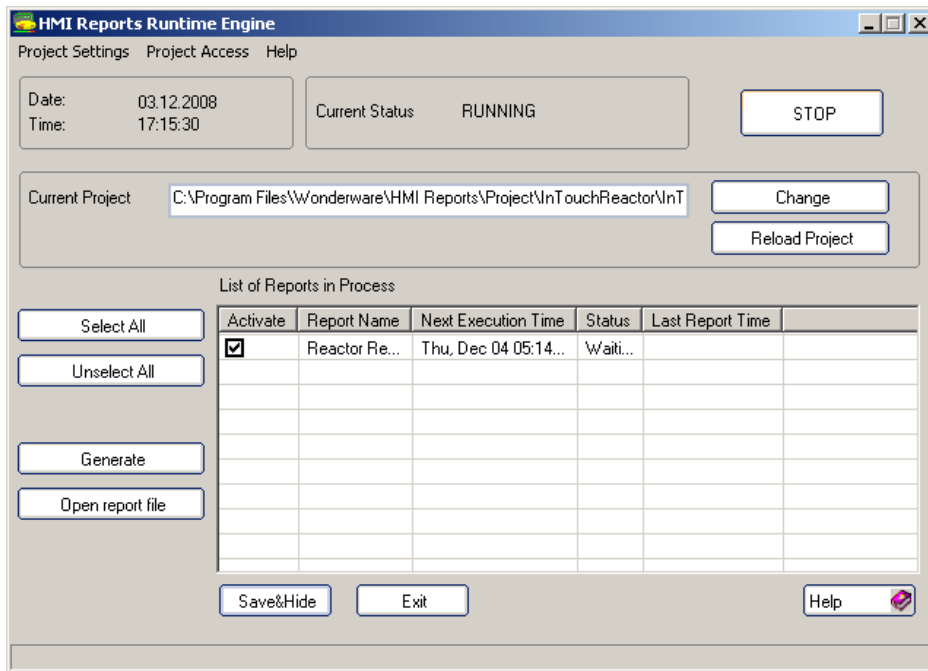 HMI Reports Runtime Engine
Project Settings Project Access Help
Date: 03.12.2008
Time: 17:15:30
Current Status RUNNING
STOP
Current Project C:\Program Files\Wonderware\HMI Reports\Project\InTouchReactor\InT
Change
Reload Project
List of Reports in Process
Select All
Unselect All
Generate
Open report file
Activate Report Name Next Execution Time Status Last Report Time
Reactor Re... Thu, Dec 04 05:14... Waiti...
Save&Hide Exit Help